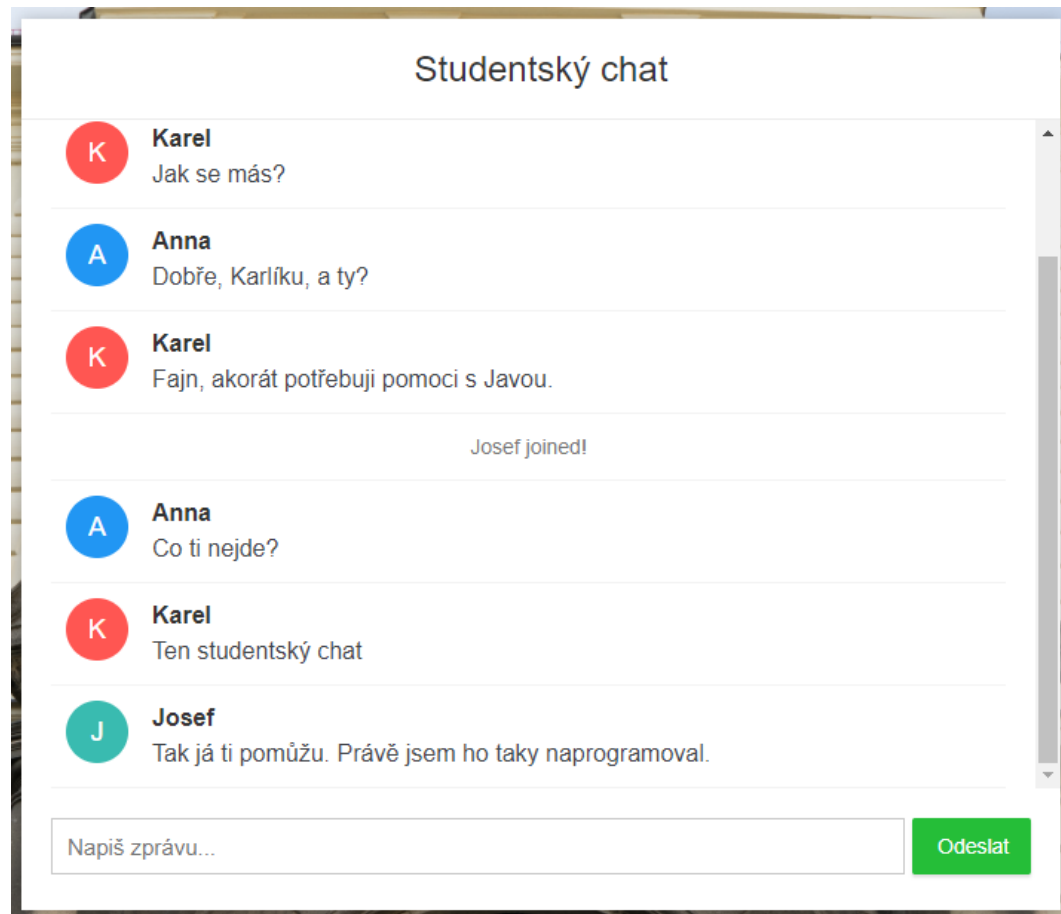 Studentský chat
K
Karel
Jak se más?
A
Anna
Dobře, Karlíku, a ty?
K
Karel
Fajn, akorát potřebuji pomoci s Javou.
Josef joined!
A
Anna
Co ti nejde?
K
Karel
Ten studentský chat
J
Josef
Tak já ti pomůžu. Právě jsem ho taky naprogramoval.
Napiš zprávu...
Odeslat